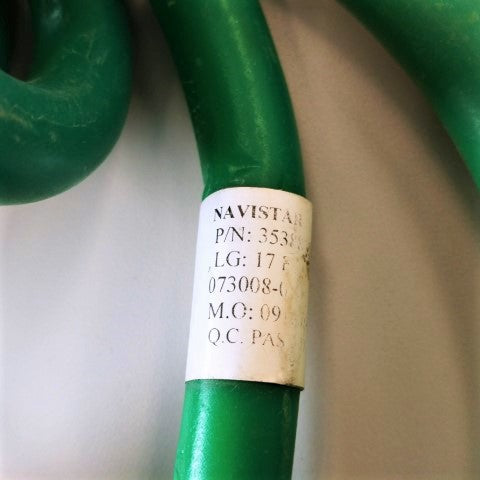 NAVISTAR
P/N: 3538
LG: 17
073008-
M.O: 09
Q.C. PAS